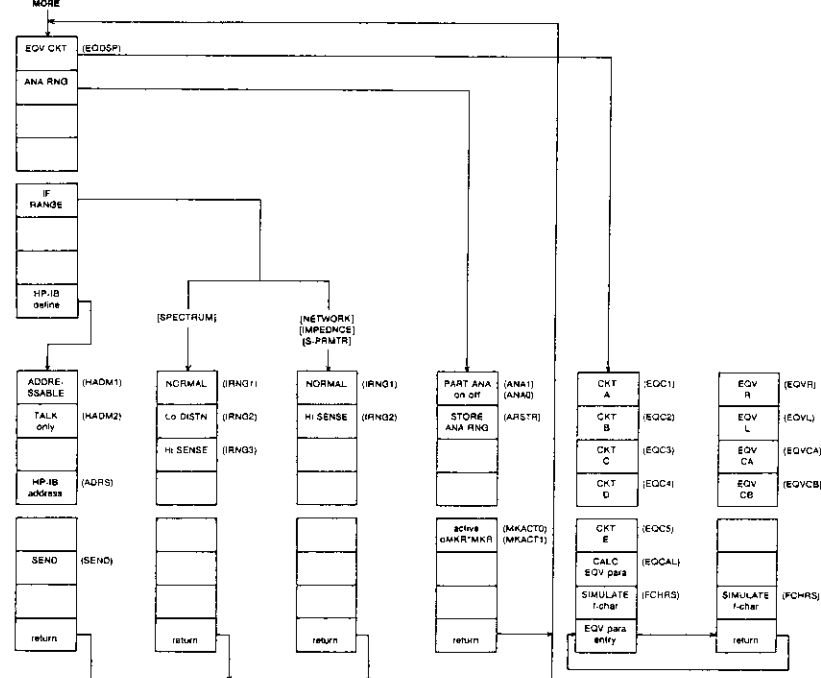 MORE
EQV CKT (EQDSP)
ANA RNG
IF
RANGE
HP-IB
define
[SPECTRUM]
[NETWORK]
[IMPEDNCE]
[S-PRMTR]
ADDRE-
SSABLE
(HADM1)
TALK
only
(HADM2)
HP-IB
address
(ADRS)
SEND (SEND)
return
NORMAL (IRNG1)
Lo DISTN (IRNG2)
Hi SENSE (IRNG3)
return
NORMAL (IRNG1)
Hi SENSE (IRNG2)
return
PART ANA (ANA1)
on off (ANA0)
STORE
ANA RNG
(ARSTR)
active (MKACT0)
oMKR*MKR (MKACT1)
return
CKT
A
(EQC1)
CKT
B
(EQC2)
CKT
C
(EQC3)
CKT
D
(EQC4)
CKT
E
(EQC5)
CALC
EQV para
(EQCAL)
SIMULATE
f-char
(FCHRS)
EQV para
entry
EQV
R
(EQVR)
EQV
L
(EQVL)
EQV
CA
(EQVCA)
EQV
CB
(EQVCB)
SIMULATE
f-char
(FCHRS)
return